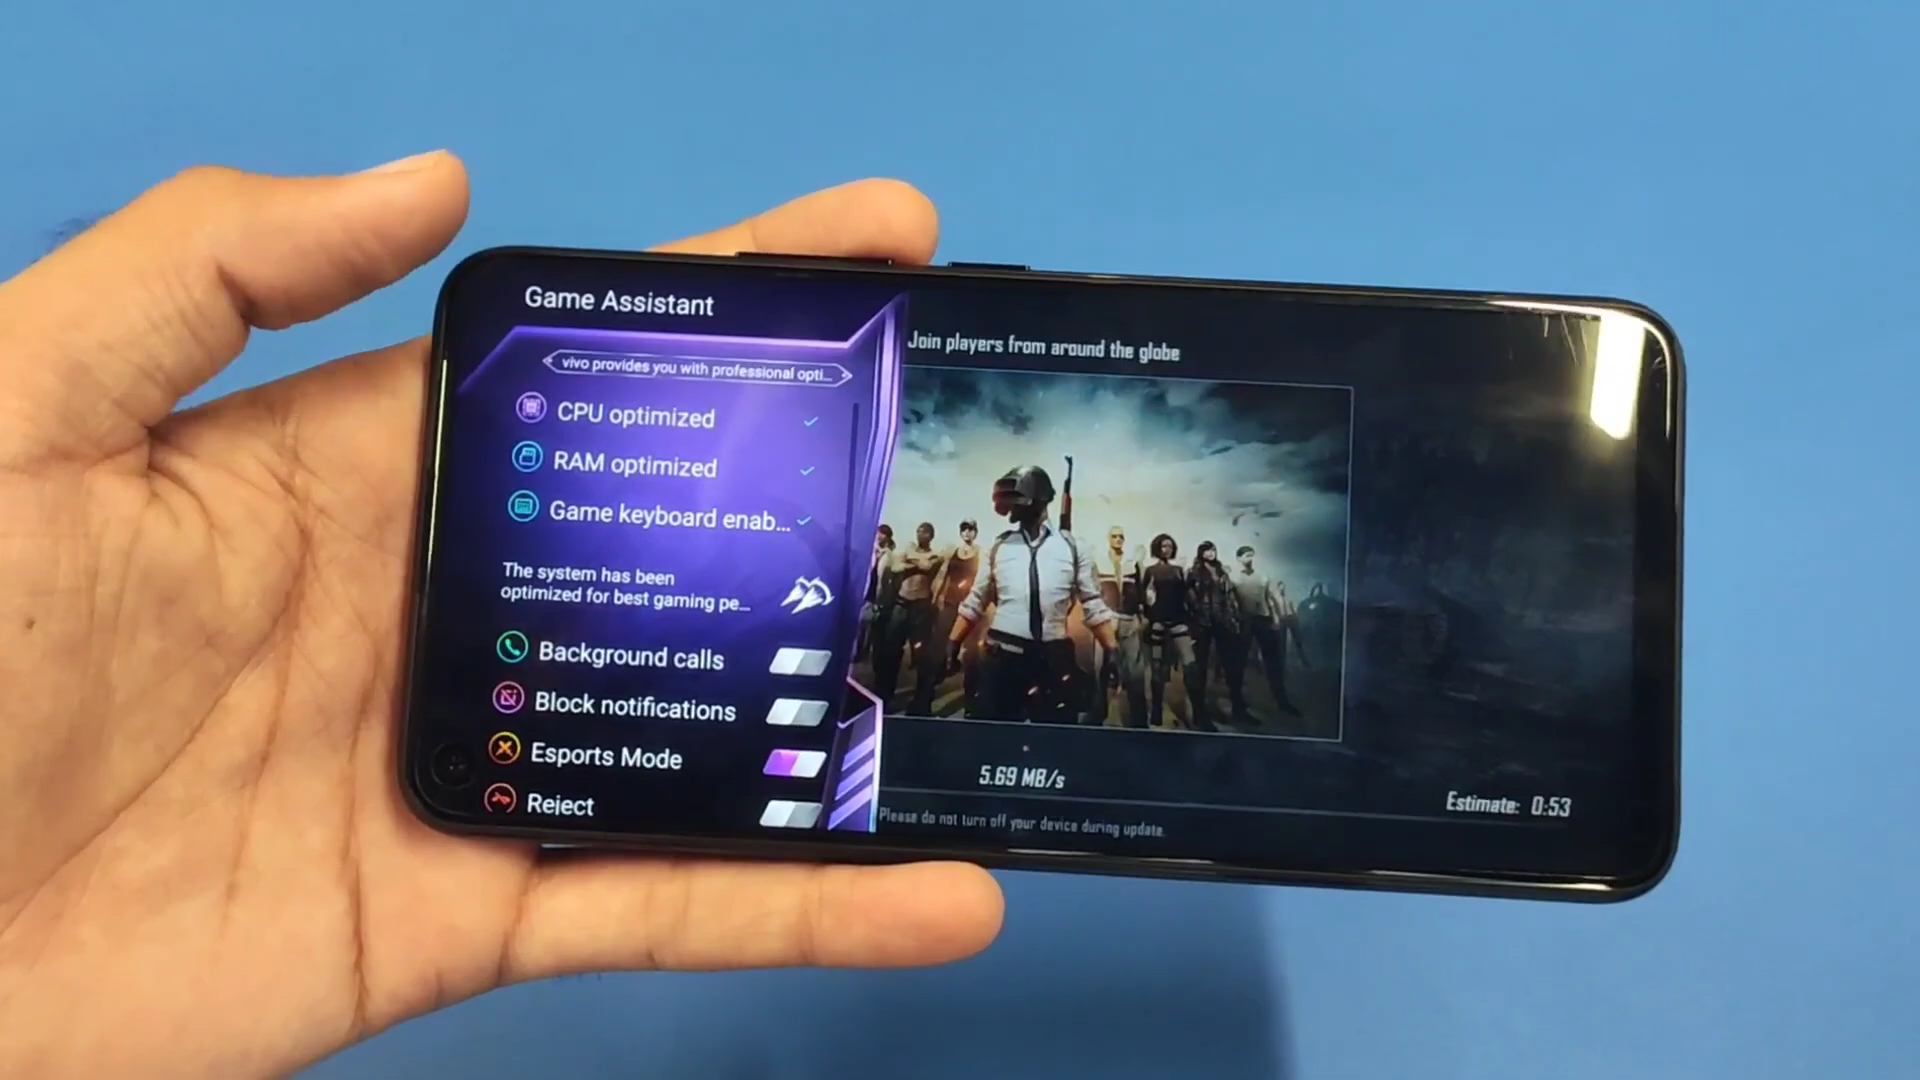 Game Assistant
vivo provides you with professional opti...
CPU optimized
RAM optimized
Game keyboard enab...
The system has been
optimized for best gaming pe...
Background calls
Block notifications
Esports Mode
Reject
Join players from around the globe
5.69 MB/s
Estimate: 0:53
Please do not turn off your device during update.